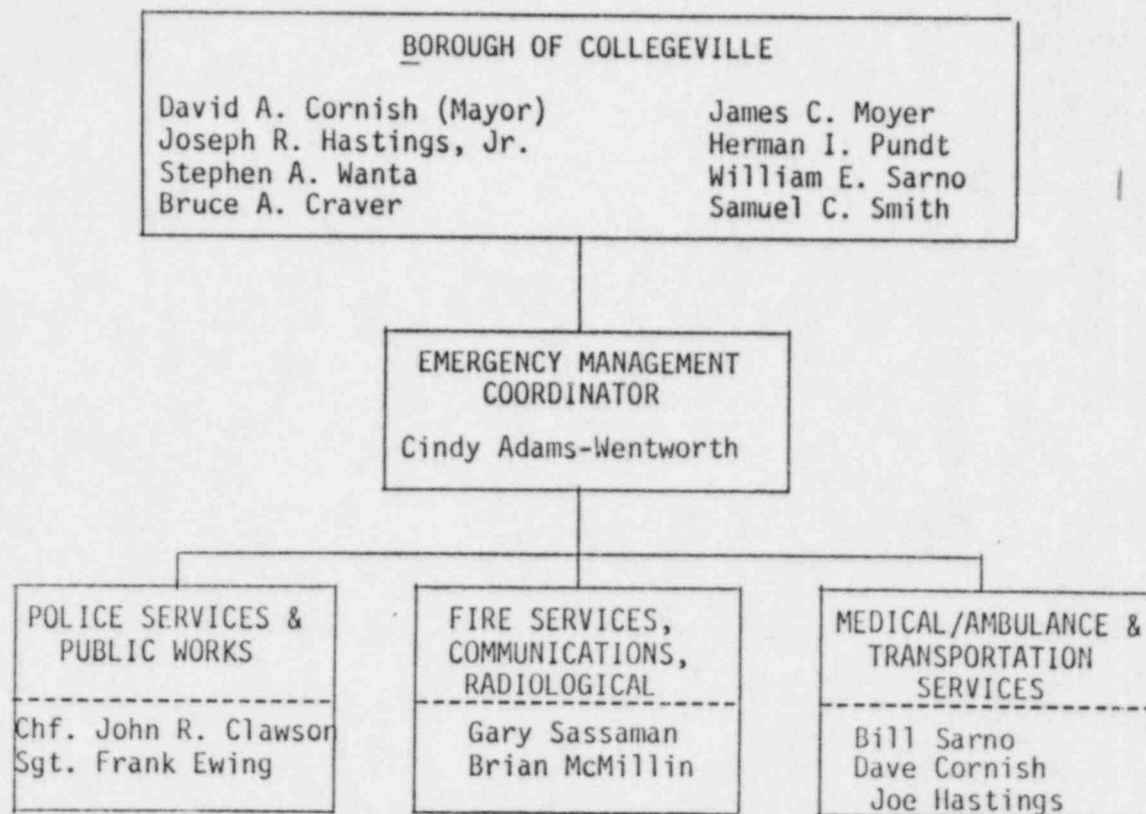 BOROUGH OF COLLEGEVILLE
David A. Cornish (Mayor)
Joseph R. Hastings, Jr.
Stephen A. Wanta
Bruce A. Craver
James C. Moyer
Herman I. Pundt
William E. Sarno
Samuel C. Smith
EMERGENCY MANAGEMENT
COORDINATOR
Cindy Adams-Wentworth
POLICE SERVICES &
PUBLIC WORKS
Chf. John R. Clawson
Sgt. Frank Ewing
FIRE SERVICES,
COMMUNICATIONS,
RADIOLOGICAL
Gary Sassaman
Brian McMillin
MEDICAL/AMBULANCE &
TRANSPORTATION
SERVICES
Bill Sarno
Dave Cornish
Joe Hastings